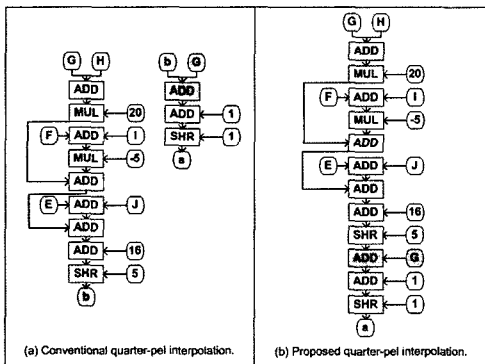 G H b G
ADD ADD
MUL 20 ADD 1
F ADD I SHR 1
MUL -5 a
ADD
E ADD J
ADD
ADD 16
SHR 5
b
(a) Conventional quarter-pel interpolation.
G H
ADD
MUL 20
F ADD I
MUL -5
ADD
E ADD J
ADD
ADD 16
SHR 5
ADD G
ADD 1
SHR 1
a
(b) Proposed quarter-pel interpolation.